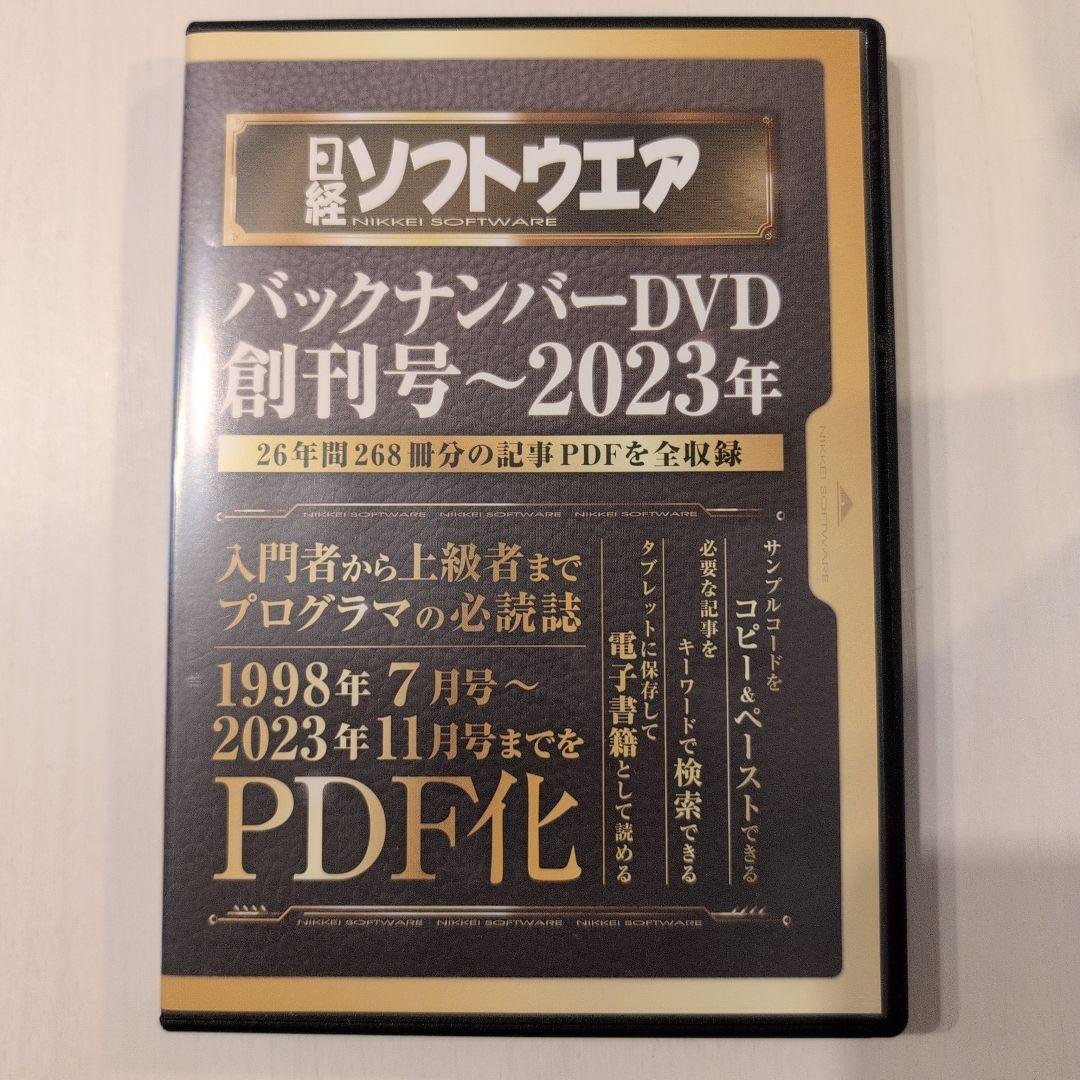 日経ソフトウエア
NIKKEI SOFTWARE
バックナンバーDVD
創刊号～2023年
26年間268冊分の記事PDFを全収録
NIKKEI SOFTWARE NIKKEI SOFTWARE NIKKEI SOFTWARE
入門者から上級者まで
プログラマの必読誌
1998年7月号～
2023年11月号までを
PDF化
サンプルコードを
コピー&ペーストできる
必要な記事を
キーワードで検索できる
タブレットに保存して
電子書籍として読める
NIKKEI SOFTWARE NIKKEI SOFTWARE NIKKEI SOFTWARE
NIKKEI SOFTWARE